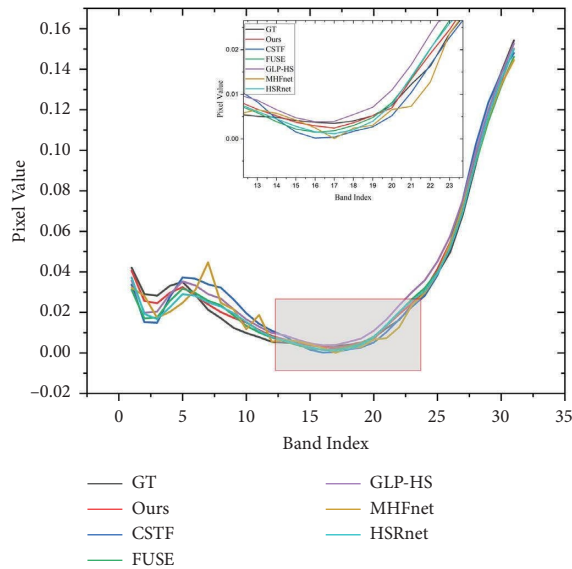 0.16
0.14
0.12
0.10
0.08
0.06
0.04
0.02
0.00
−0.02
Pixel Value
0 5 10 15 20 25 30 35
Band Index
0.02
0.01
0.00
Pixel Value
GT
Ours
CSTF
FUSE
GLP-HS
MHFnet
HSRnet
13 14 15 16 17 18 19 20 21 22 23
Band Index
GT
Ours
CSTF
FUSE
GLP-HS
MHFnet
HSRnet